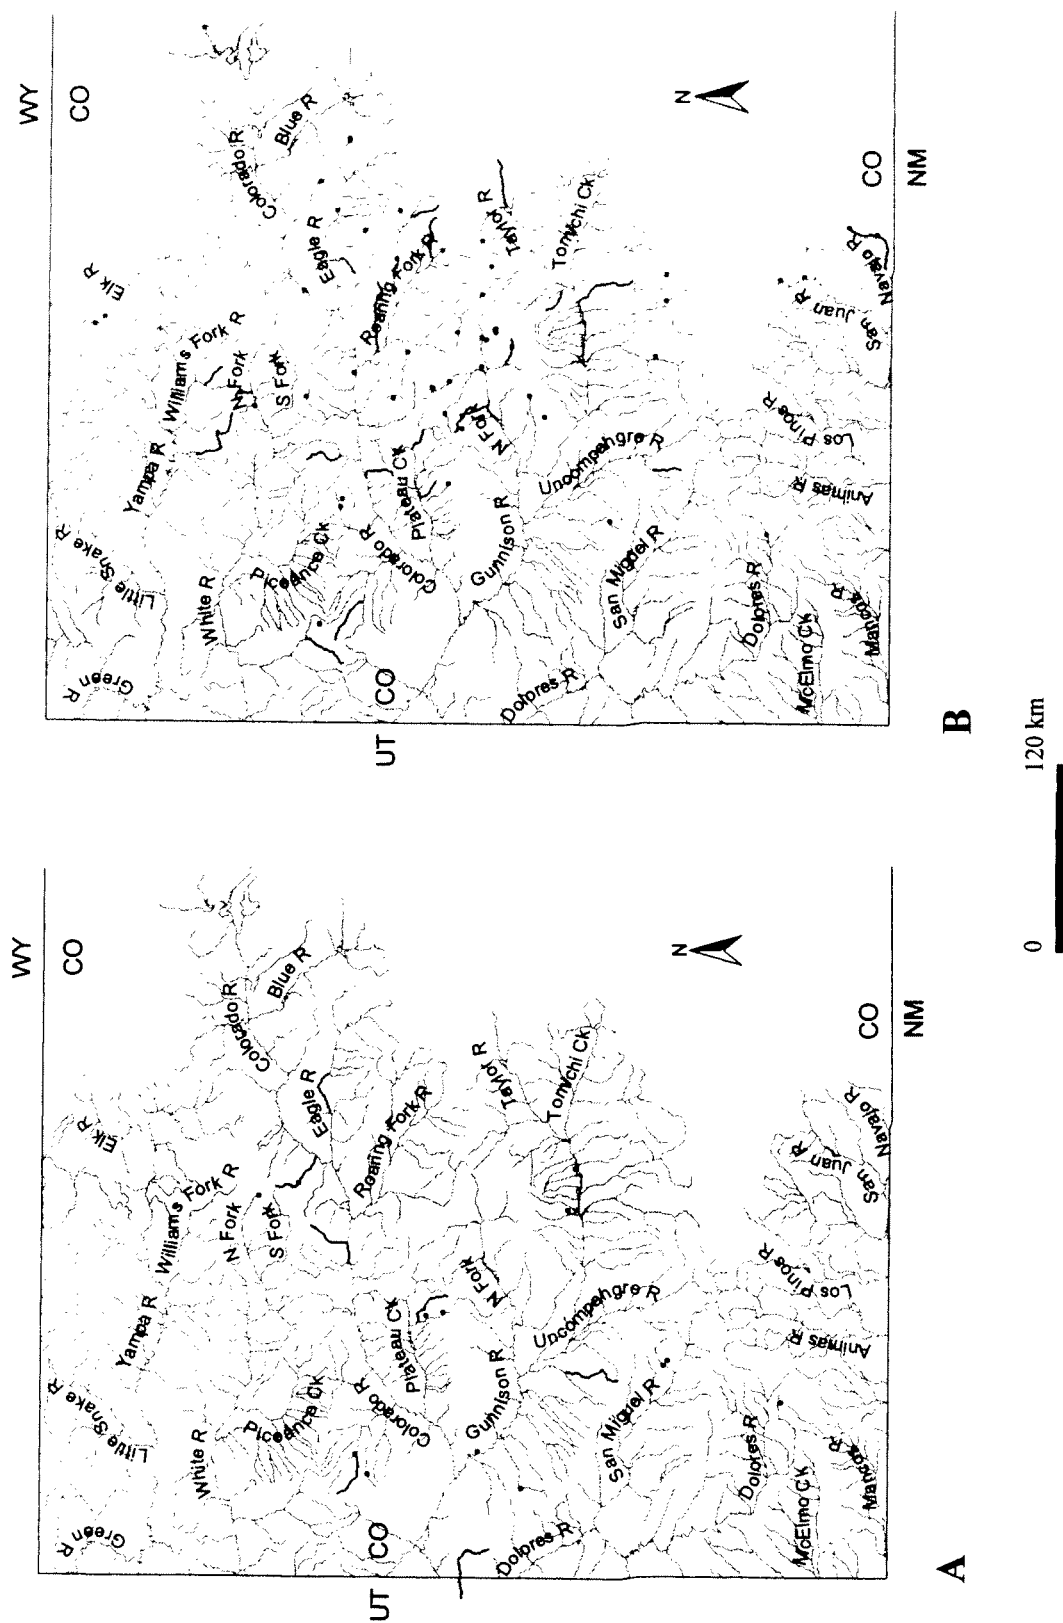 WY
CO
Green R
Little Snake R
Yampa R
Elk R
Williams Fork R
White R
N Fork
S Fork
Piceance Ck
Colorado R
Blue R
Eagle R
Roaring Fork R
Colorado R
Plateau Ck
UT
CO
Gunnison R
N Fork
Taylor R
Tomichi Ck
Dolores R
Uncompahgre R
San Miguel R
N
Dolores R
McElmo Ck
Mancos R
Animas R
Los Pinos R
San Juan R
Navajo R
CO
NM
A
WY
CO
Green R
Little Snake R
Yampa R
Elk R
Williams Fork R
White R
N Fork
S Fork
Piceance Ck
Colorado R
Blue R
Eagle R
Roaring Fork R
Colorado R
Plateau Ck
UT
CO
Gunnison R
N Fork
Taylor R
Tomichi Ck
Dolores R
Uncompahgre R
San Miguel R
N
Dolores R
McElmo Ck
Mancos R
Animas R
Los Pinos R
San Juan R
Navajo R
CO
NM
B
0
120 km